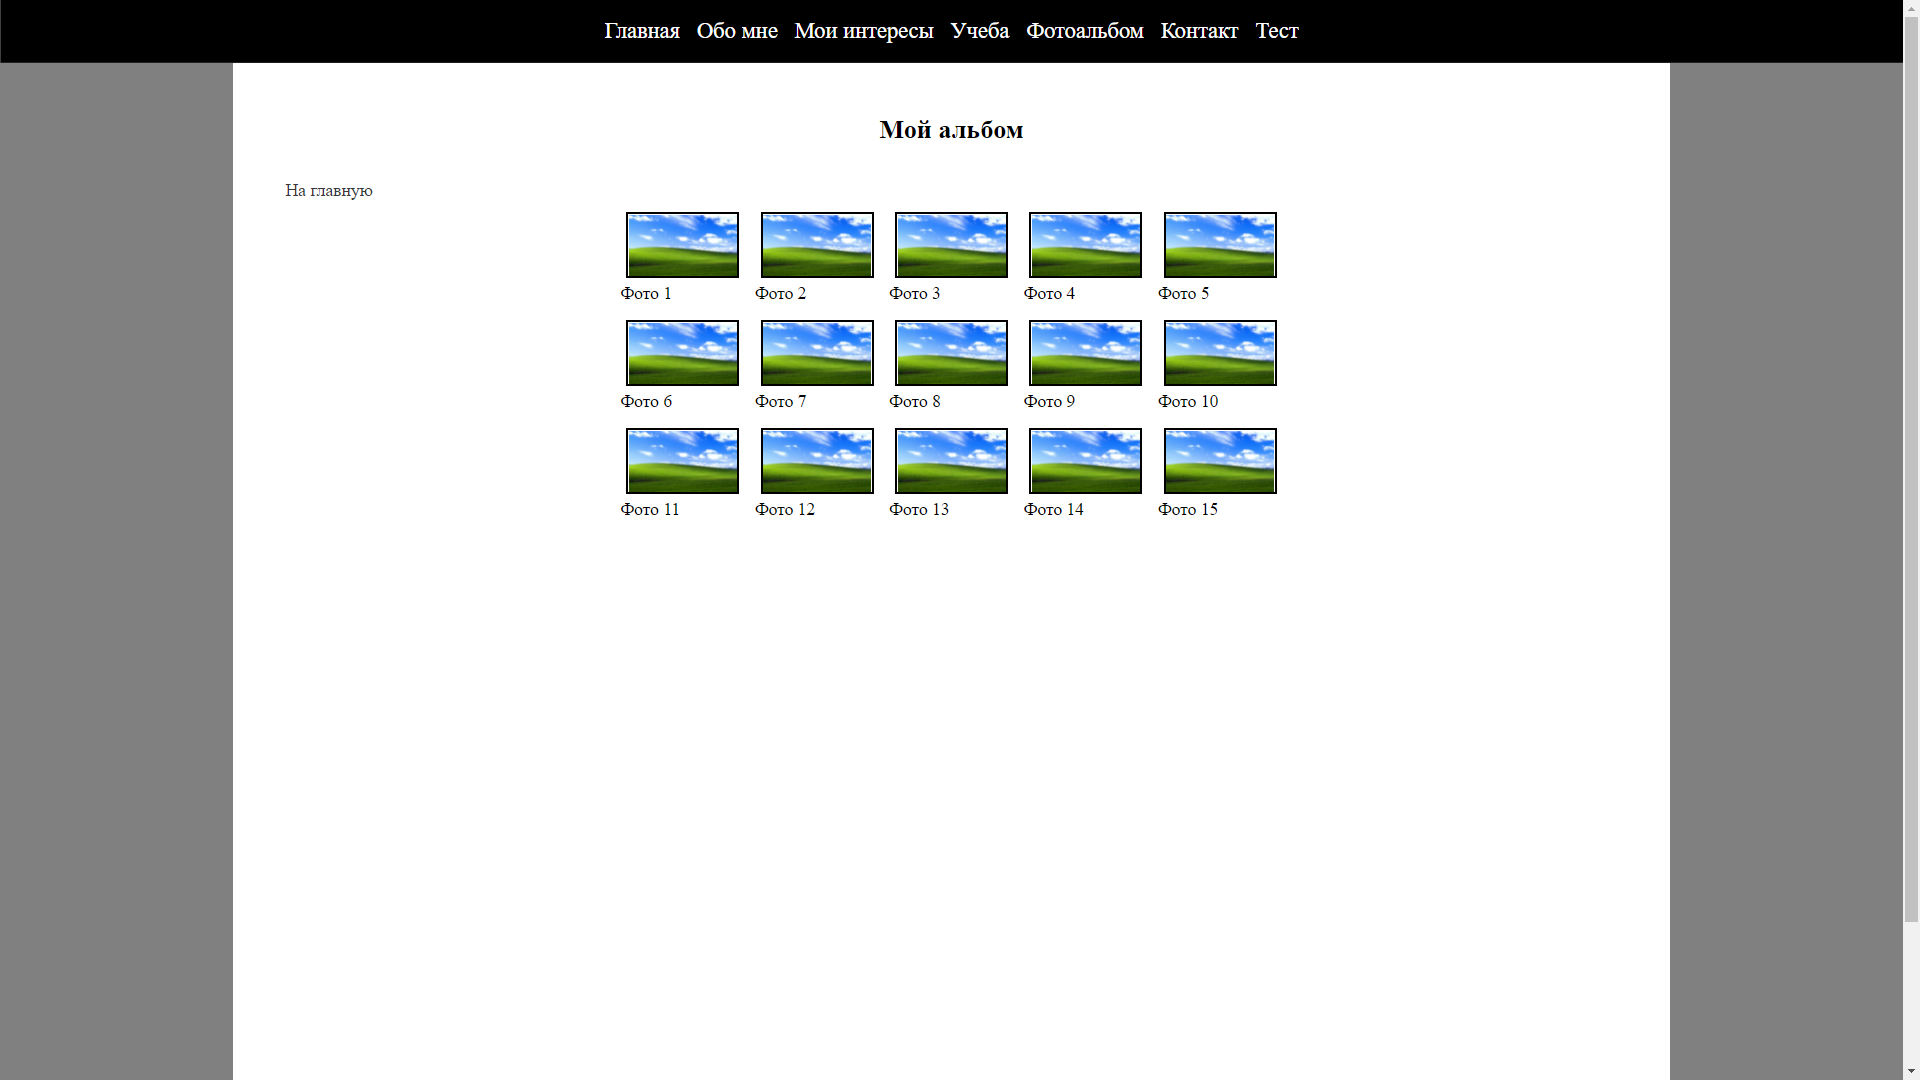 Главная Обо мне Мои интересы Учеба Фотоальбом Контакт Тест
Мой альбом
На главную
Фото 1 Фото 2 Фото 3 Фото 4 Фото 5
Фото 6 Фото 7 Фото 8 Фото 9 Фото 10
Фото 11 Фото 12 Фото 13 Фото 14 Фото 15